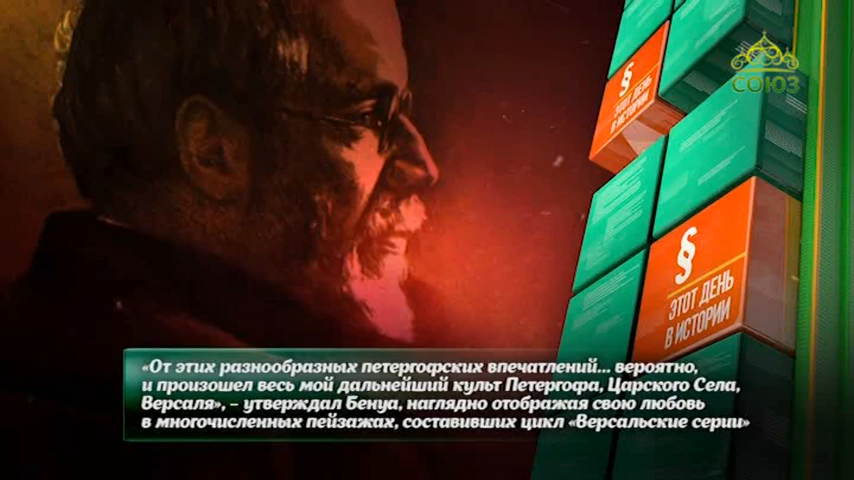 СОЮЗ
§
ЭТОТ ДЕНЬ
В ИСТОРИИ
§
ЭТОТ ДЕНЬ
В ИСТОРИИ
«От этих разнообразных петергофских впечатлений... вероятно,
и произошел весь мой дальнейший культ Петергофа, Царского Села,
Версаля», – утверждал Бенуа, наглядно отображая свою любовь
в многочисленных пейзажах, составивших цикл «Версальские серии»